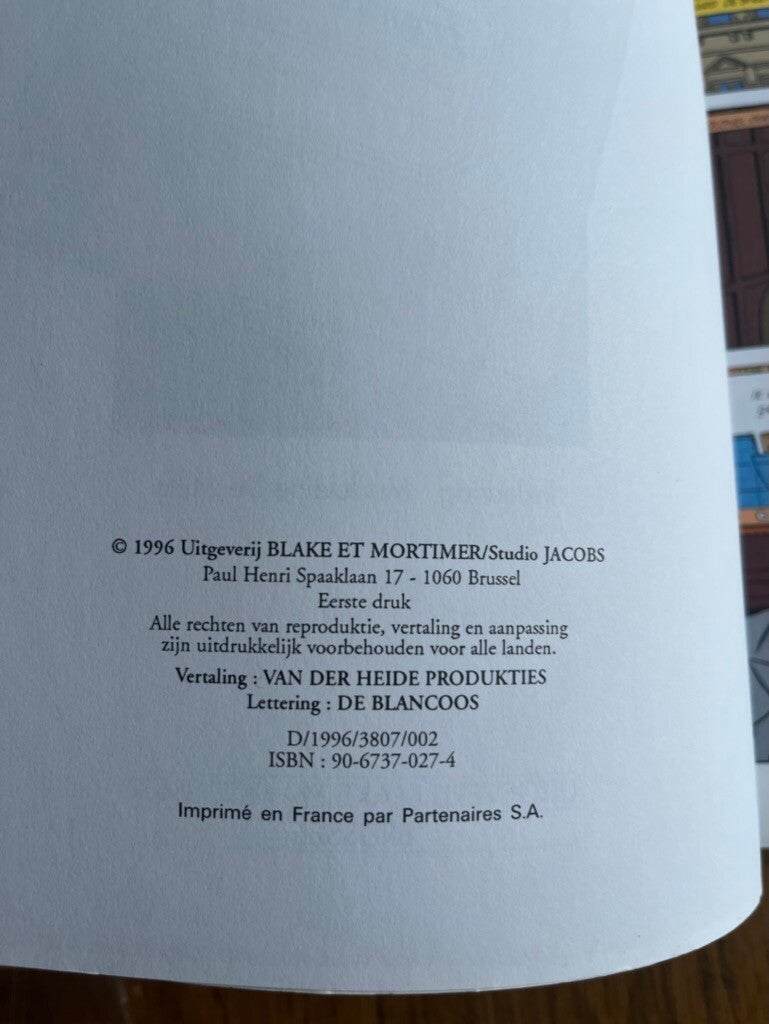 © 1996 Uitgeverij BLAKE ET MORTIMER/Studio JACOBS
Paul Henri Spaaklaan 17 - 1060 Brussel
Eerste druk
Alle rechten van reproduktie, vertaling en aanpassing
zijn uitdrukkelijk voorbehouden voor alle landen.
Vertaling : VAN DER HEIDE PRODUKTIES
Lettering : DE BLANCOOS
D/1996/3807/002
ISBN : 90-6737-027-4
Imprimé en France par Partenaires S.A.